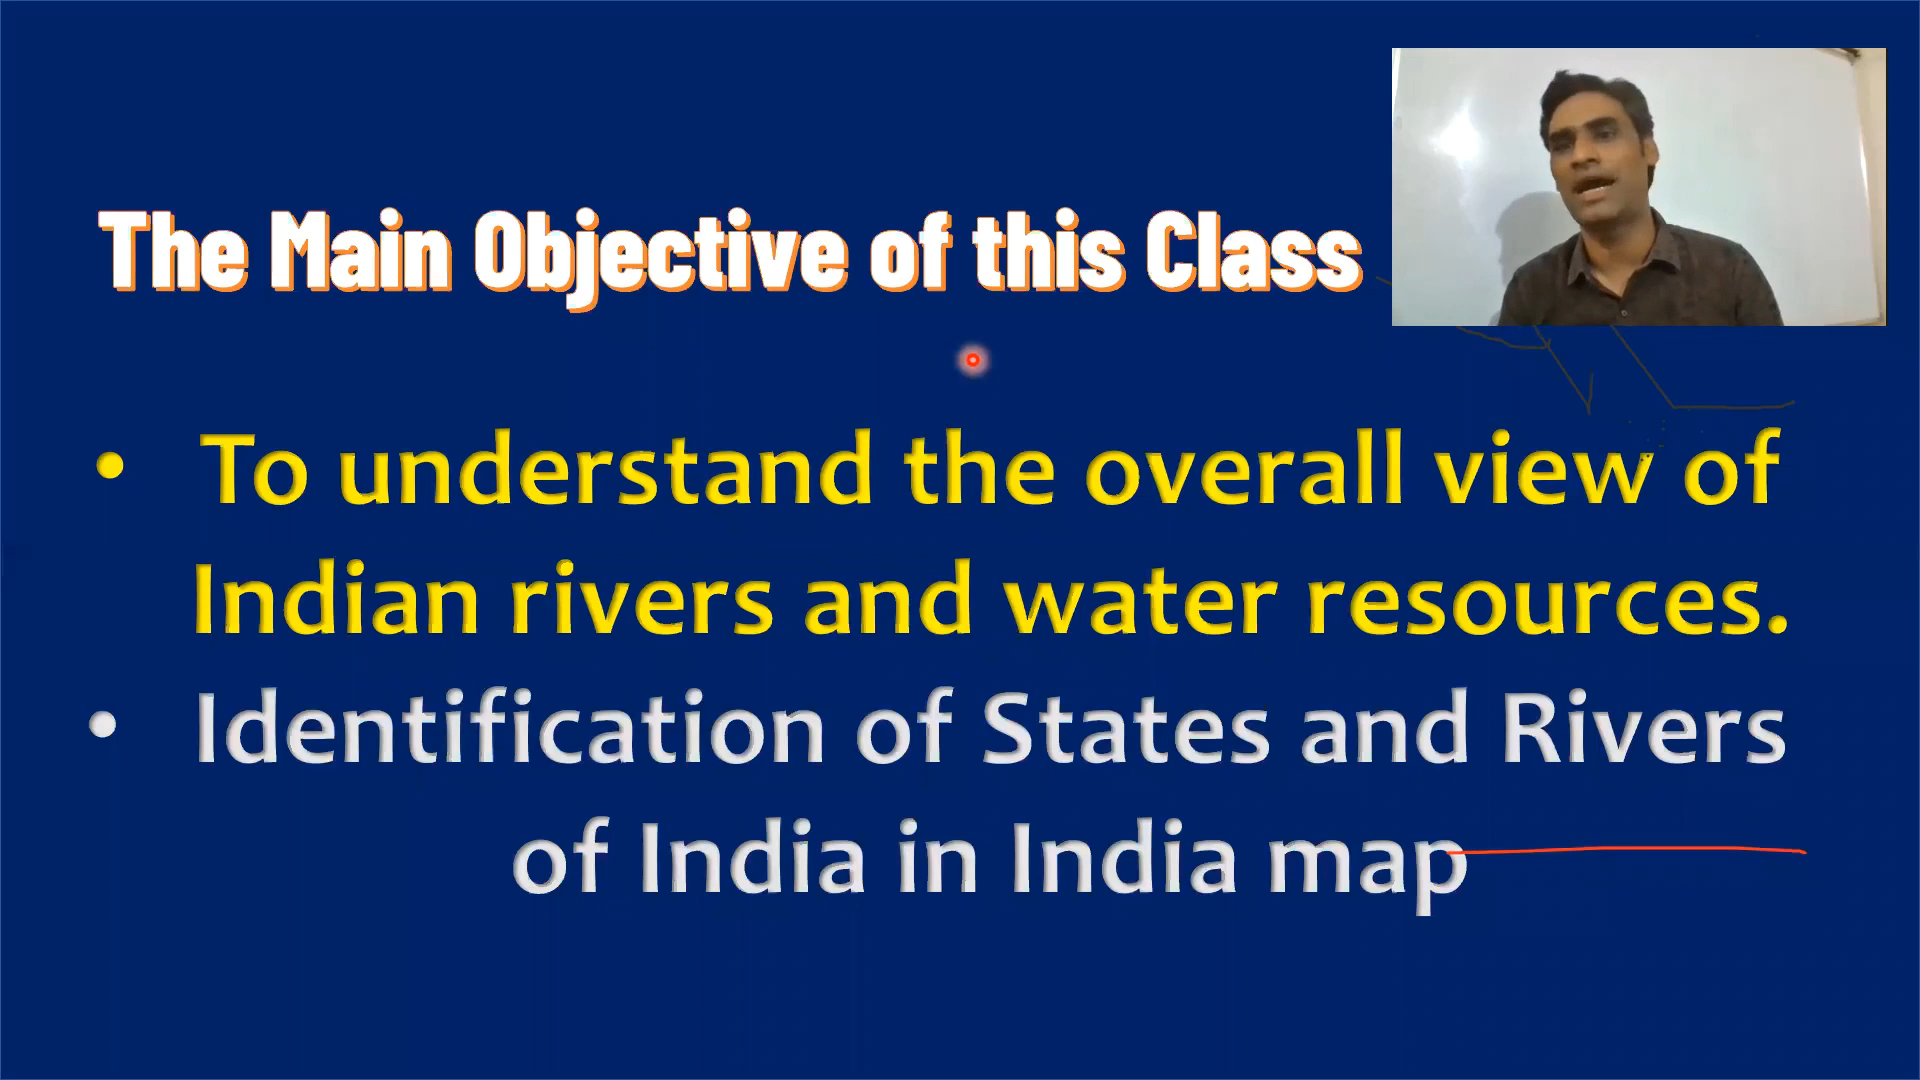 The Main Objective of this Class
• To understand the overall view of
Indian rivers and water resources.
• Identification of States and Rivers
of India in India map